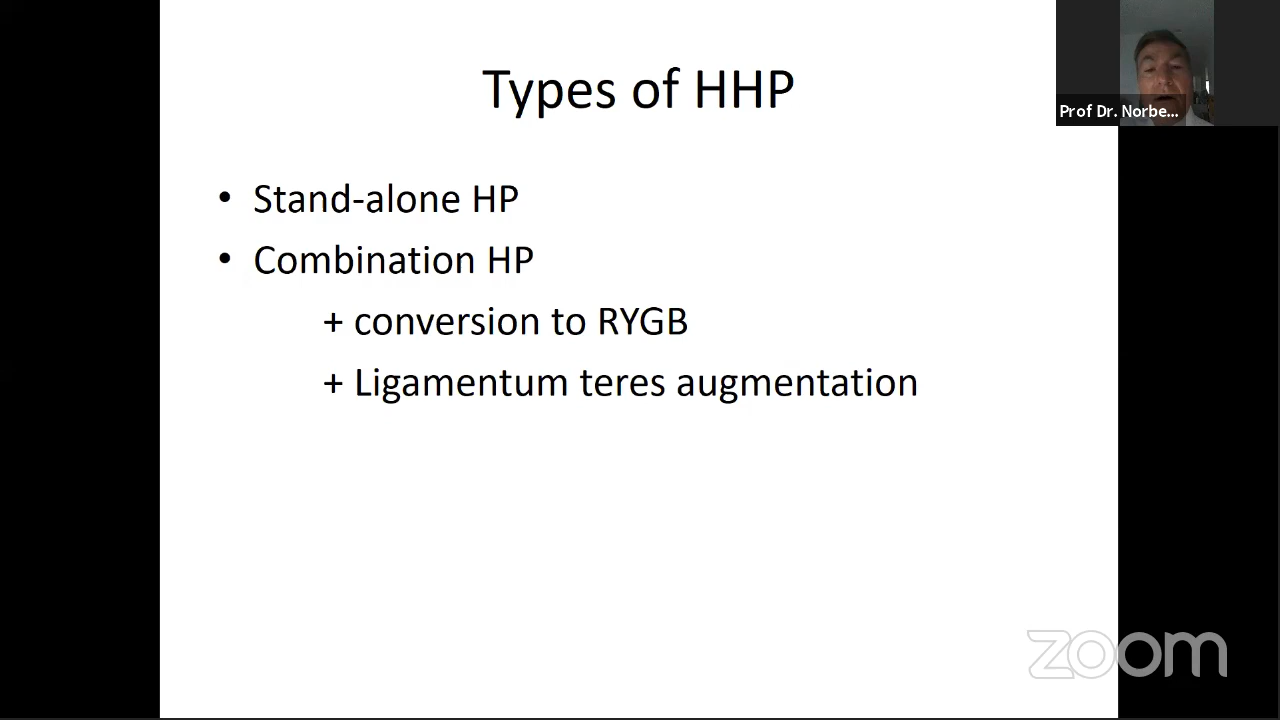 Types of HHP
Prof Dr. Norbe...
• Stand-alone HP
• Combination HP
+ conversion to RYGB
+ Ligamentum teres augmentation
zoom